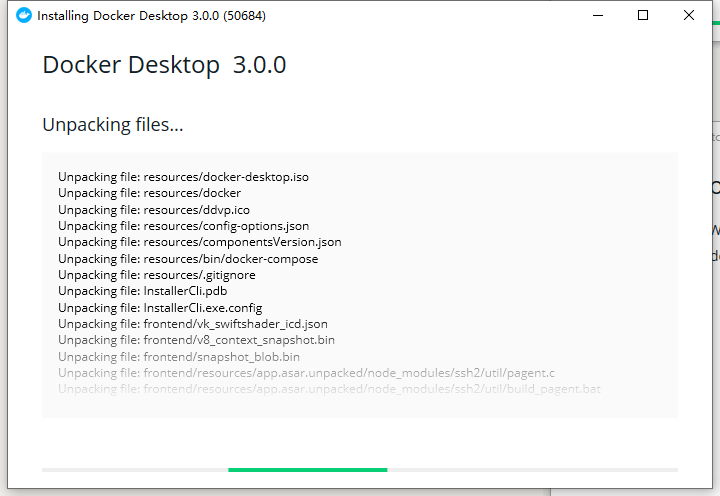 Installing Docker Desktop 3.0.0 (50684)
Docker Desktop 3.0.0
Unpacking files...
Unpacking file: resources/docker-desktop.iso
Unpacking file: resources/docker
Unpacking file: resources/ddvp.ico
Unpacking file: resources/config-options.json
Unpacking file: resources/componentsVersion.json
Unpacking file: resources/bin/docker-compose
Unpacking file: resources/.gitignore
Unpacking file: InstallerCli.pdb
Unpacking file: InstallerCli.exe.config
Unpacking file: frontend/vk_swiftshader_icd.json
Unpacking file: frontend/v8_context_snapshot.bin
Unpacking file: frontend/snapshot_blob.bin
Unpacking file: frontend/resources/app.asar.unpacked/node_modules/ssh2/util/pagent.c
Unpacking file: frontend/resources/app.asar.unpacked/node_modules/ssh2/util/build_pagent.bat